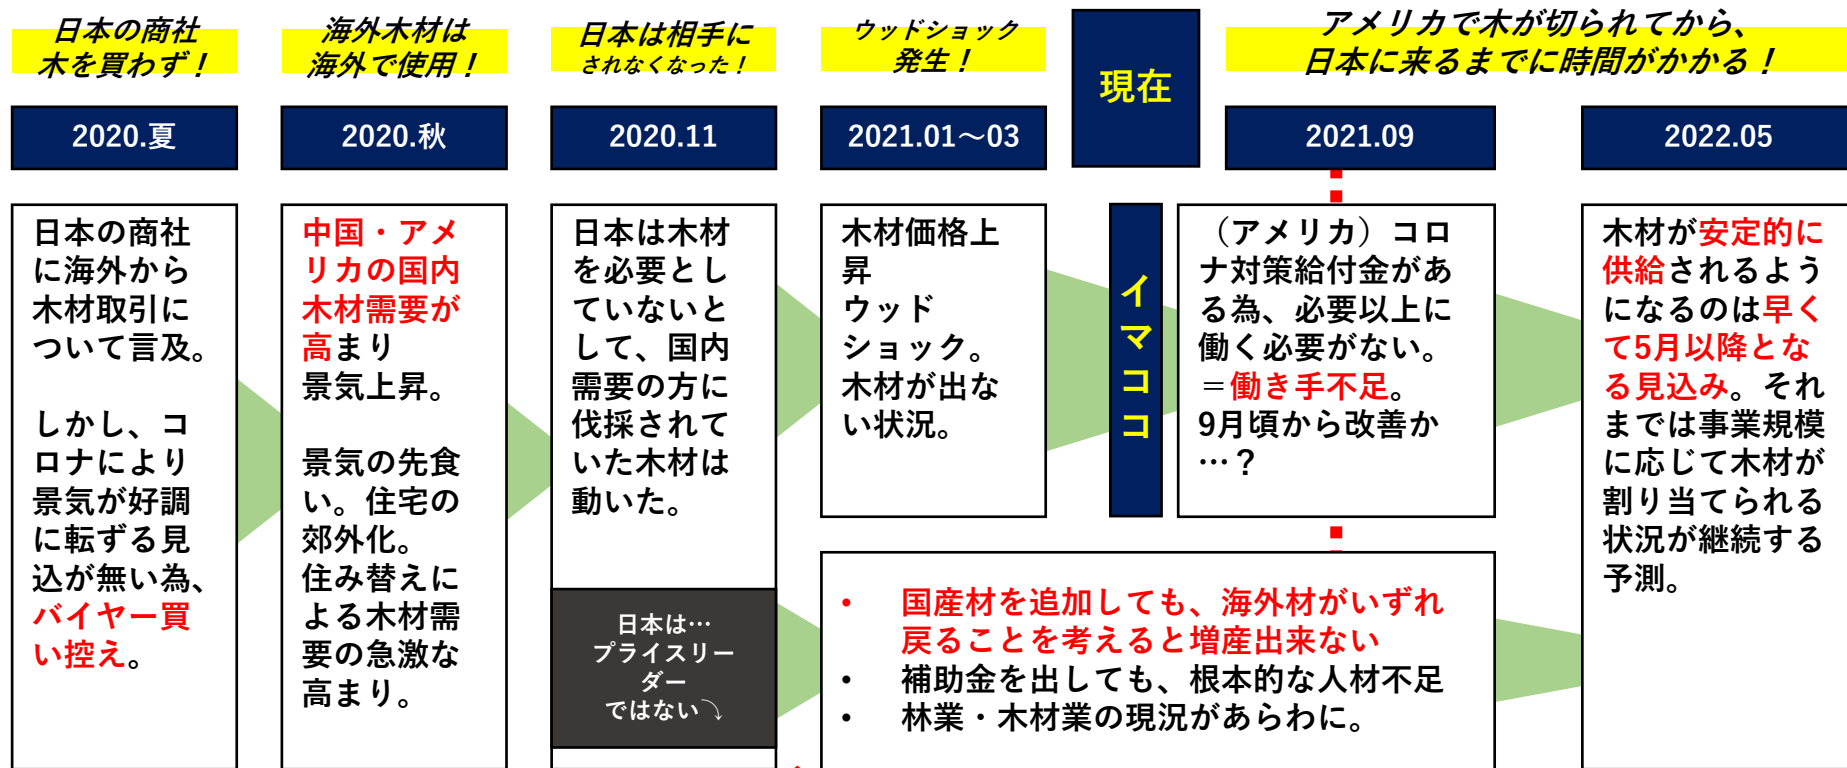 日本の商社
木を買わず！
海外木材は
海外で使用！
日本は相手に
されなくなった！
ウッドショック
発生！
現在
アメリカで木が切られてから、
日本に来るまでに時間がかかる！
2020.夏
2020.秋
2020.11
2021.01～03
2021.09
2022.05
日本の商社
に海外から
木材取引に
ついて言及。
しかし、コ
ロナにより
景気が好調
に転ずる見
込が無い為、
バイヤー買
い控え。
中国・アメ
リカの国内
木材需要が
高まり
景気上昇。
景気の先食
い。住宅の
郊外化。
住み替えに
よる木材需
要の急激な
高まり。
日本は木材
を必要とし
ていないと
して、国内
需要の方に
伐採されて
いた木材は
動いた。
日本は…
プライスリー
ダー
ではない⤵
木材価格上
昇
ウッド
ショック。
木材が出な
い状況。
イマココ
（アメリカ）コロ
ナ対策給付金があ
る為、必要以上に
働く必要がない。
＝働き手不足。
9月頃から改善か
…？
• 国産材を追加しても、海外材がいずれ
戻ることを考えると増産出来ない
• 補助金を出しても、根本的な人材不足
• 林業・木材業の現況があらわに。
木材が安定的に
供給されるよう
になるのは早く
て5月以降とな
る見込み。それ
までは事業規模
に応じて木材が
割り当てられる
状況が継続する
予測。